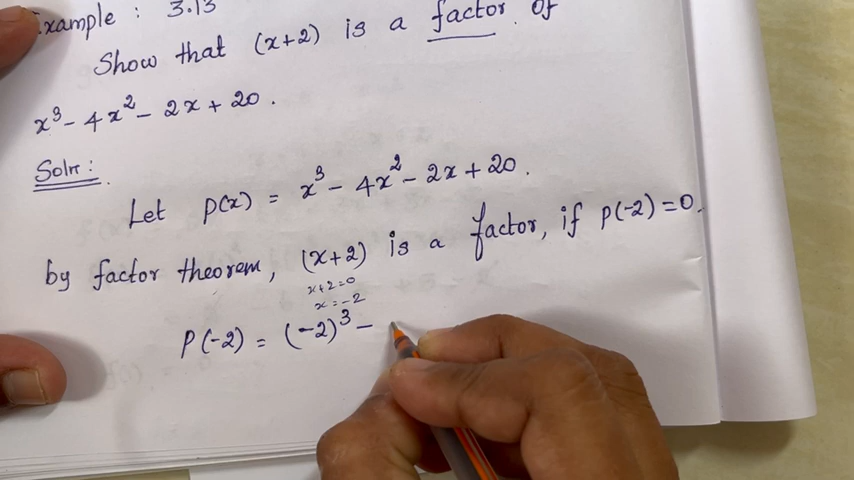 Example : 3.13
Show that (x+2) is a factor of
x³ - 4x² - 2x + 20.
Soln:
Let p(x) = x³ - 4x² - 2x + 20.
by factor theorem, (x+2) is a factor, if p(-2)=0.
x+2=0
x=-2
P(-2) = (-2)³ -